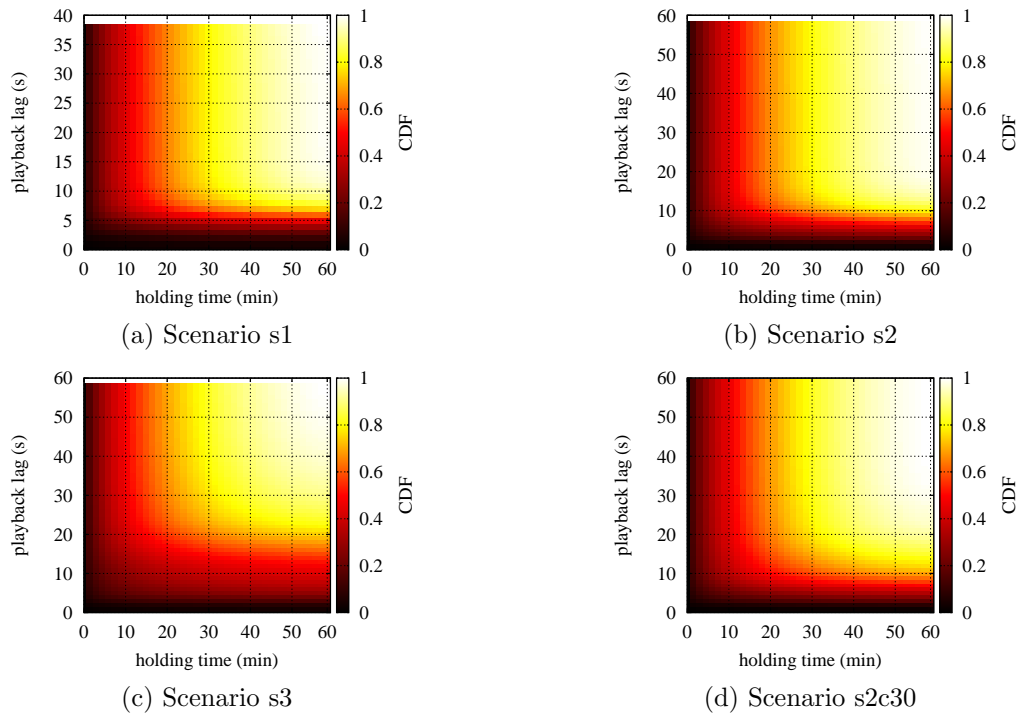 40
35
30
25
20
15
10
5
0
playback lag (s)
0 10 20 30 40 50 60
holding time (min)
1
0.8
0.6
0.4
0.2
0
CDF
(a) Scenario s1
60
50
40
30
20
10
0
playback lag (s)
0 10 20 30 40 50 60
holding time (min)
1
0.8
0.6
0.4
0.2
0
CDF
(b) Scenario s2
60
50
40
30
20
10
0
playback lag (s)
0 10 20 30 40 50 60
holding time (min)
1
0.8
0.6
0.4
0.2
0
CDF
(c) Scenario s3
60
50
40
30
20
10
0
playback lag (s)
0 10 20 30 40 50 60
holding time (min)
1
0.8
0.6
0.4
0.2
0
CDF
(d) Scenario s2c30